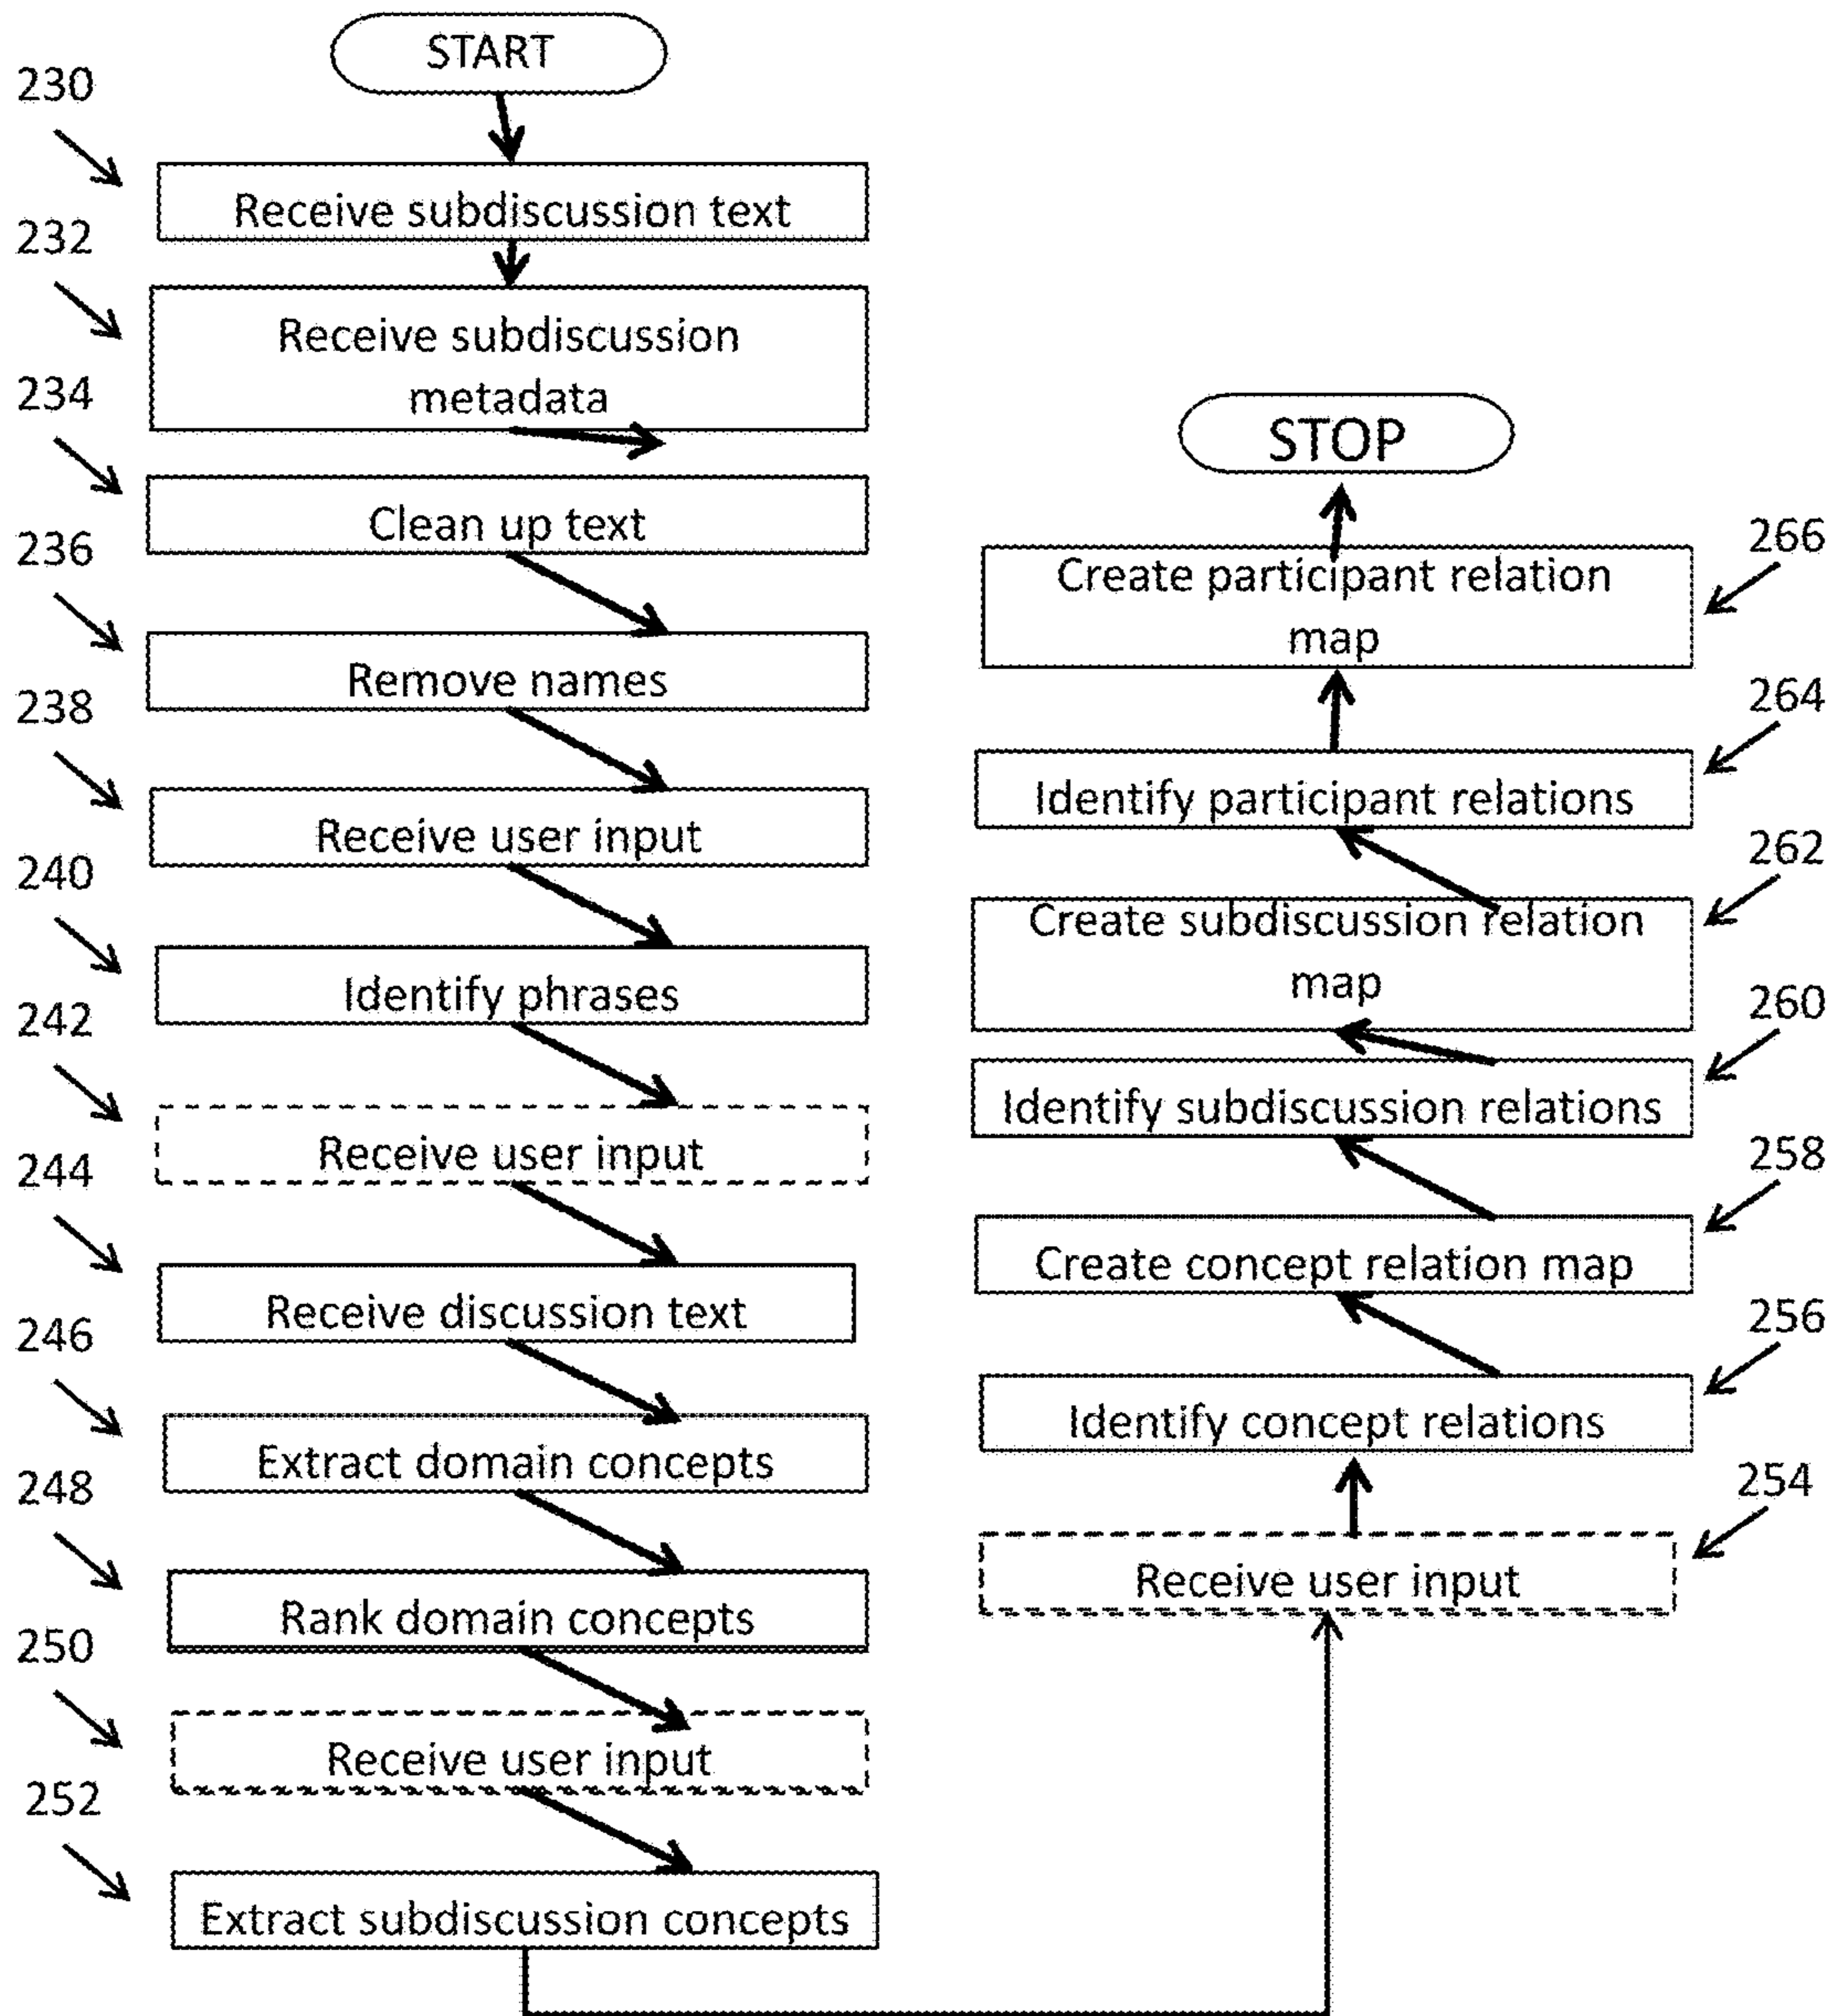 START
230
Receive subdiscussion text
232
Receive subdiscussion
metadata
234
Clean up text
236
Remove names
238
Receive user input
240
Identify phrases
242
Receive user input
244
Receive discussion text
246
Extract domain concepts
248
Rank domain concepts
250
Receive user input
252
Extract subdiscussion concepts
STOP
266
Create participant relation
map
264
Identify participant relations
262
Create subdiscussion relation
map
260
Identify subdiscussion relations
258
Create concept relation map
256
Identify concept relations
254
Receive user input